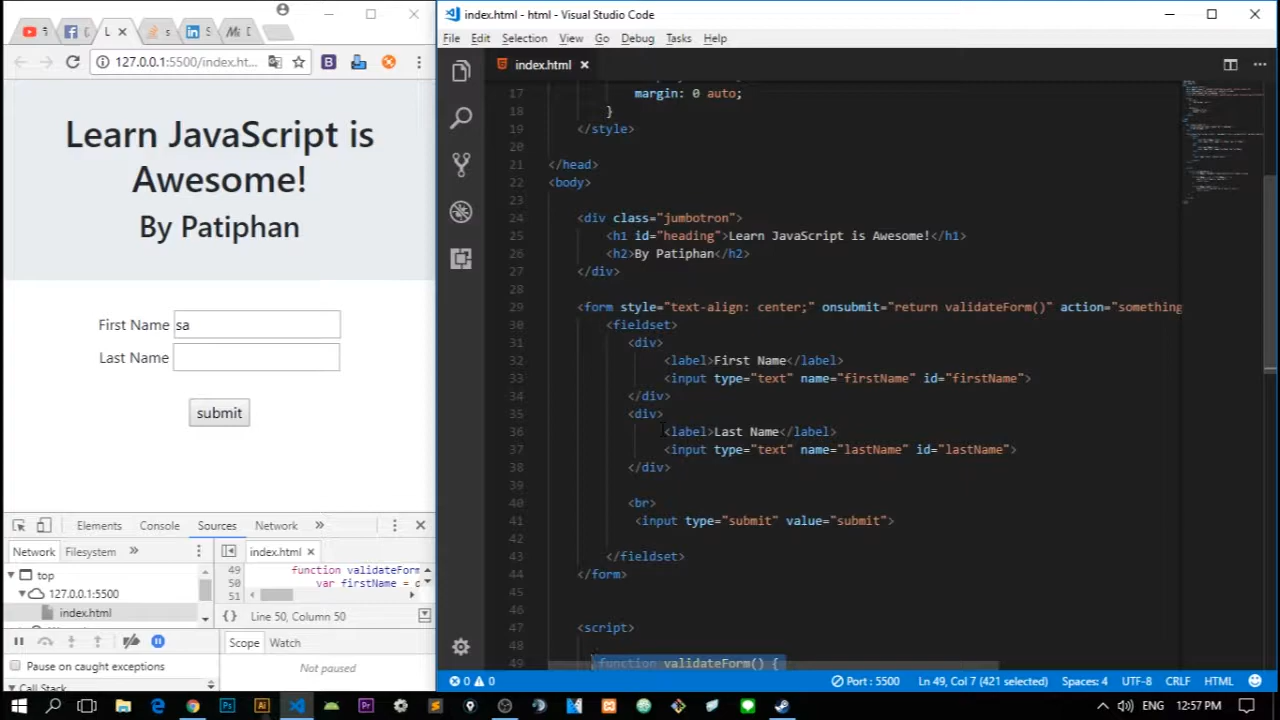 127.0.0.1:5500/index.ht...
Learn JavaScript is
Awesome!
By Patiphan
First Name sa
Last Name
submit
Elements Console Sources Network »
Network Filesystem » index.html ×
top
127.0.0.1:5500
index.html
49 function validateForm
50 var firstName = d
51
{} Line 50, Column 50
Scope Watch
Pause on caught exceptions
Not paused
Call Stack
index.html - html - Visual Studio Code
File Edit Selection View Go Debug Tasks Help
index.html ×
17 margin: 0 auto;
18 }
19 </style>
20
21 </head>
22 <body>
23
24 <div class="jumbotron">
25 <h1 id="heading">Learn JavaScript is Awesome!</h1>
26 <h2>By Patiphan</h2>
27 </div>
28
29 <form style="text-align: center;" onsubmit="return validateForm()" action="something
30 <fieldset>
31 <div>
32 <label>First Name</label>
33 <input type="text" name="firstName" id="firstName">
34 </div>
35 <div>
36 <label>Last Name</label>
37 <input type="text" name="lastName" id="lastName">
38 </div>
39
40 <br>
41 <input type="submit" value="submit">
42
43 </fieldset>
44 </form>
45
46
47 <script>
48
49 function validateForm() {
0 0 Port : 5500 Ln 49, Col 7 (421 selected) Spaces: 4 UTF-8 CRLF HTML
ENG 12:57 PM